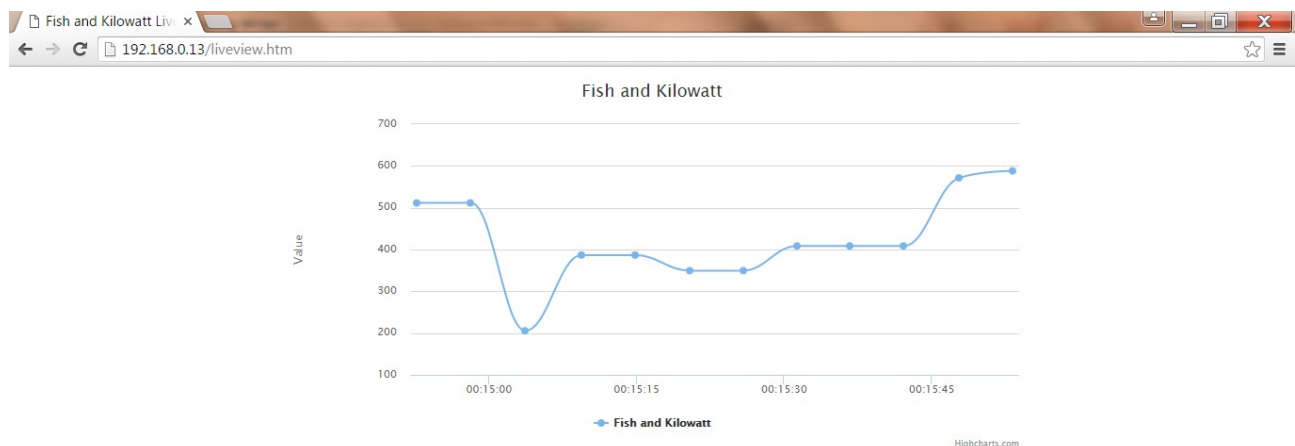 Fish and Kilowatt Liv
192.168.0.13/liveview.htm
Fish and Kilowatt
700
600
500
400
300
200
100
Value
00:15:00 00:15:15 00:15:30 00:15:45
Fish and Kilowatt
Highcharts.com